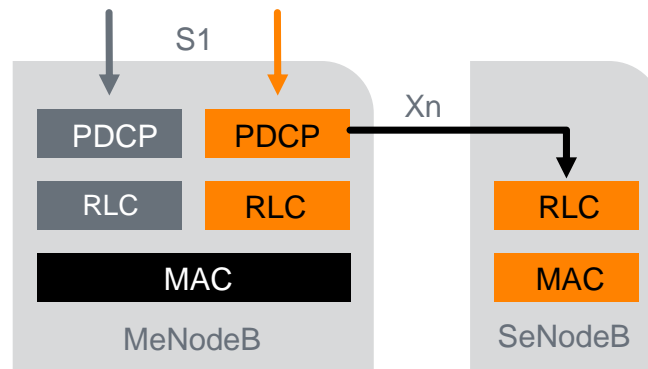 S1
Xn
PDCP PDCP
RLC RLC RLC
MAC MAC
MeNodeB SeNodeB